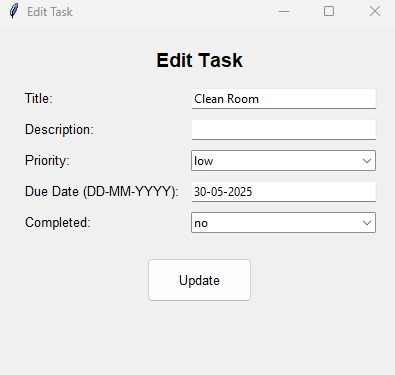 Edit Task
Edit Task
Title: Clean Room
Description:
Priority: low
Due Date (DD-MM-YYYY): 30-05-2025
Completed: no
Update